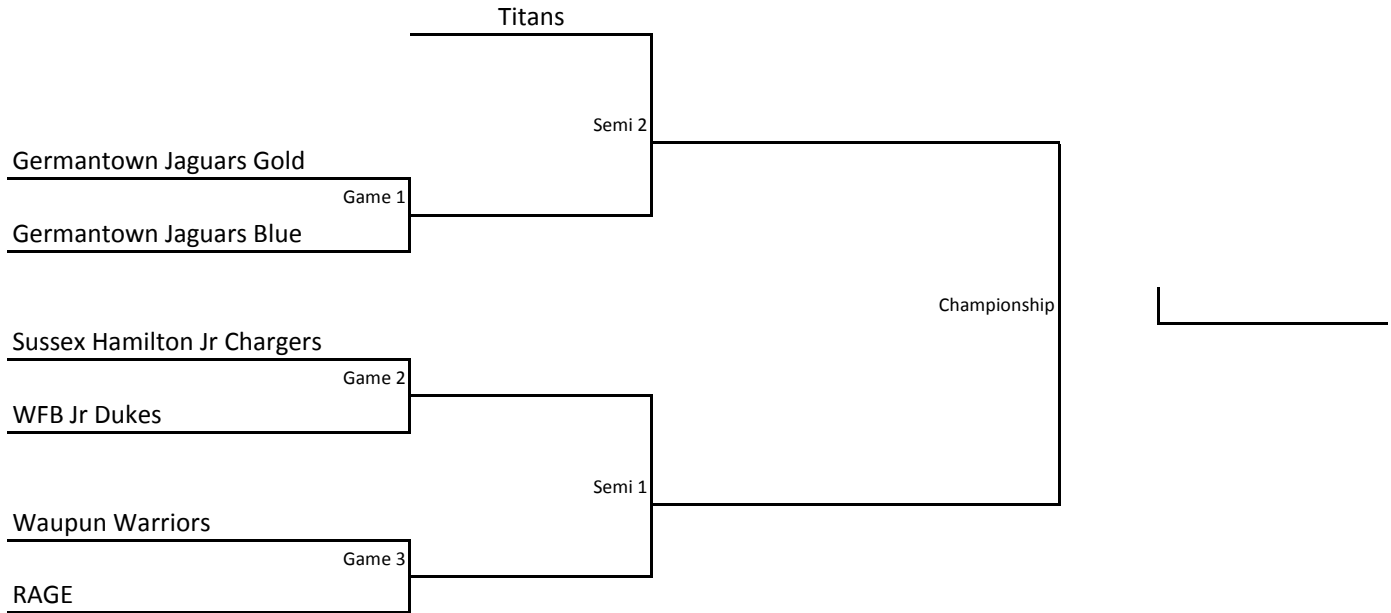 Titans
Semi 2
Germantown Jaguars Gold
Game 1
Germantown Jaguars Blue
Championship
Sussex Hamilton Jr Chargers
Game 2
WFB Jr Dukes
Semi 1
Waupun Warriors
Game 3
RAGE